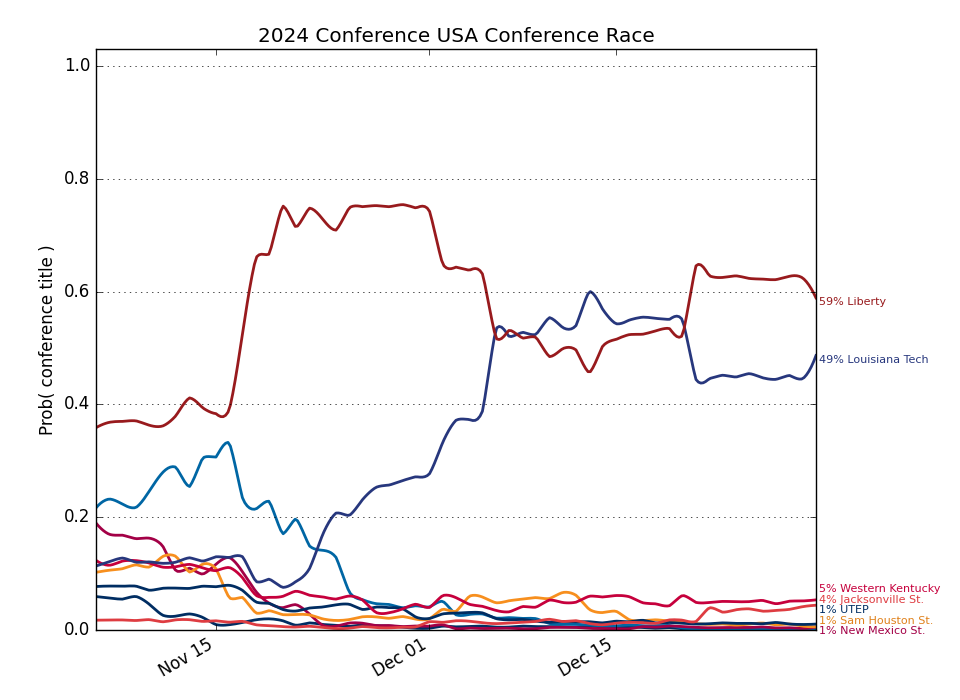 2024 Conference USA Conference Race
1.0
0.8
0.6
0.4
0.2
0.0
Prob( conference title )
Nov 15
Dec 01
Dec 15
59% Liberty
49% Louisiana Tech
5% Western Kentucky
4% Jacksonville St.
1% UTEP
1% Sam Houston St.
1% New Mexico St.